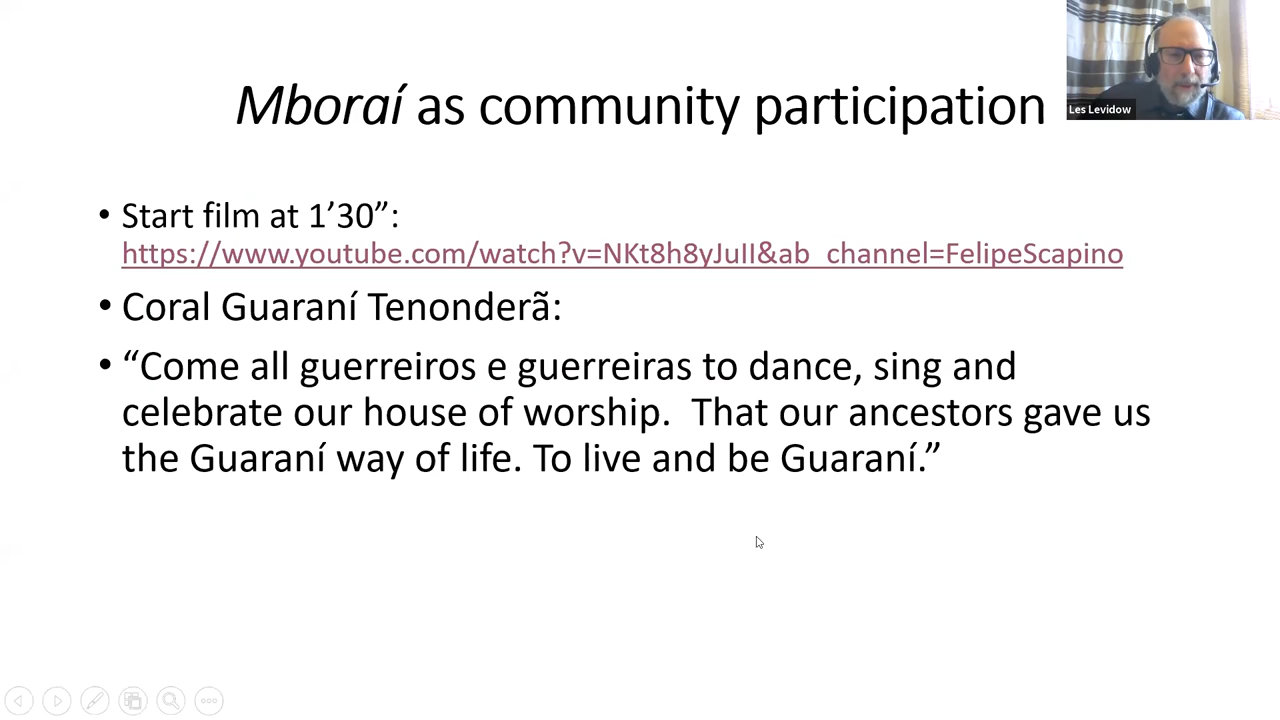 Mboraí as community participation
Les Levidow
• Start film at 1’30”:
https://www.youtube.com/watch?v=NKt8h8yJuII&ab_channel=FelipeScapino
• Coral Guaraní Tenonderã:
• “Come all guerreiros e guerreiras to dance, sing and
celebrate our house of worship.  That our ancestors gave us
the Guaraní way of life. To live and be Guaraní.”